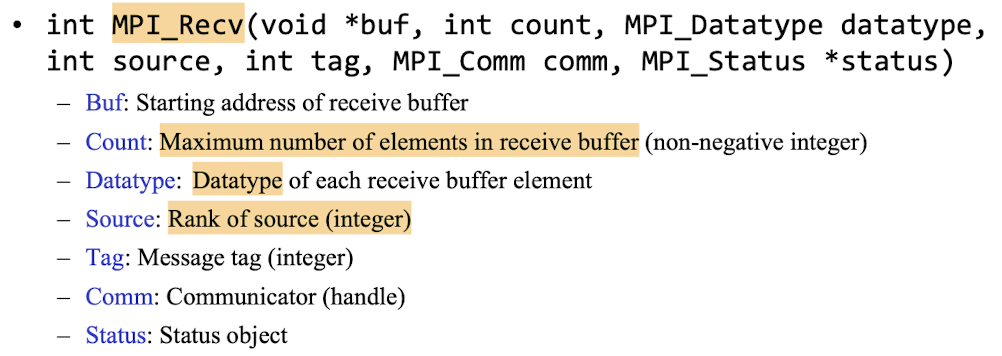 • int MPI_Recv(void *buf, int count, MPI_Datatype datatype,
int source, int tag, MPI_Comm comm, MPI_Status *status)
– Buf: Starting address of receive buffer
– Count: Maximum number of elements in receive buffer (non-negative integer)
– Datatype: Datatype of each receive buffer element
– Source: Rank of source (integer)
– Tag: Message tag (integer)
– Comm: Communicator (handle)
– Status: Status object